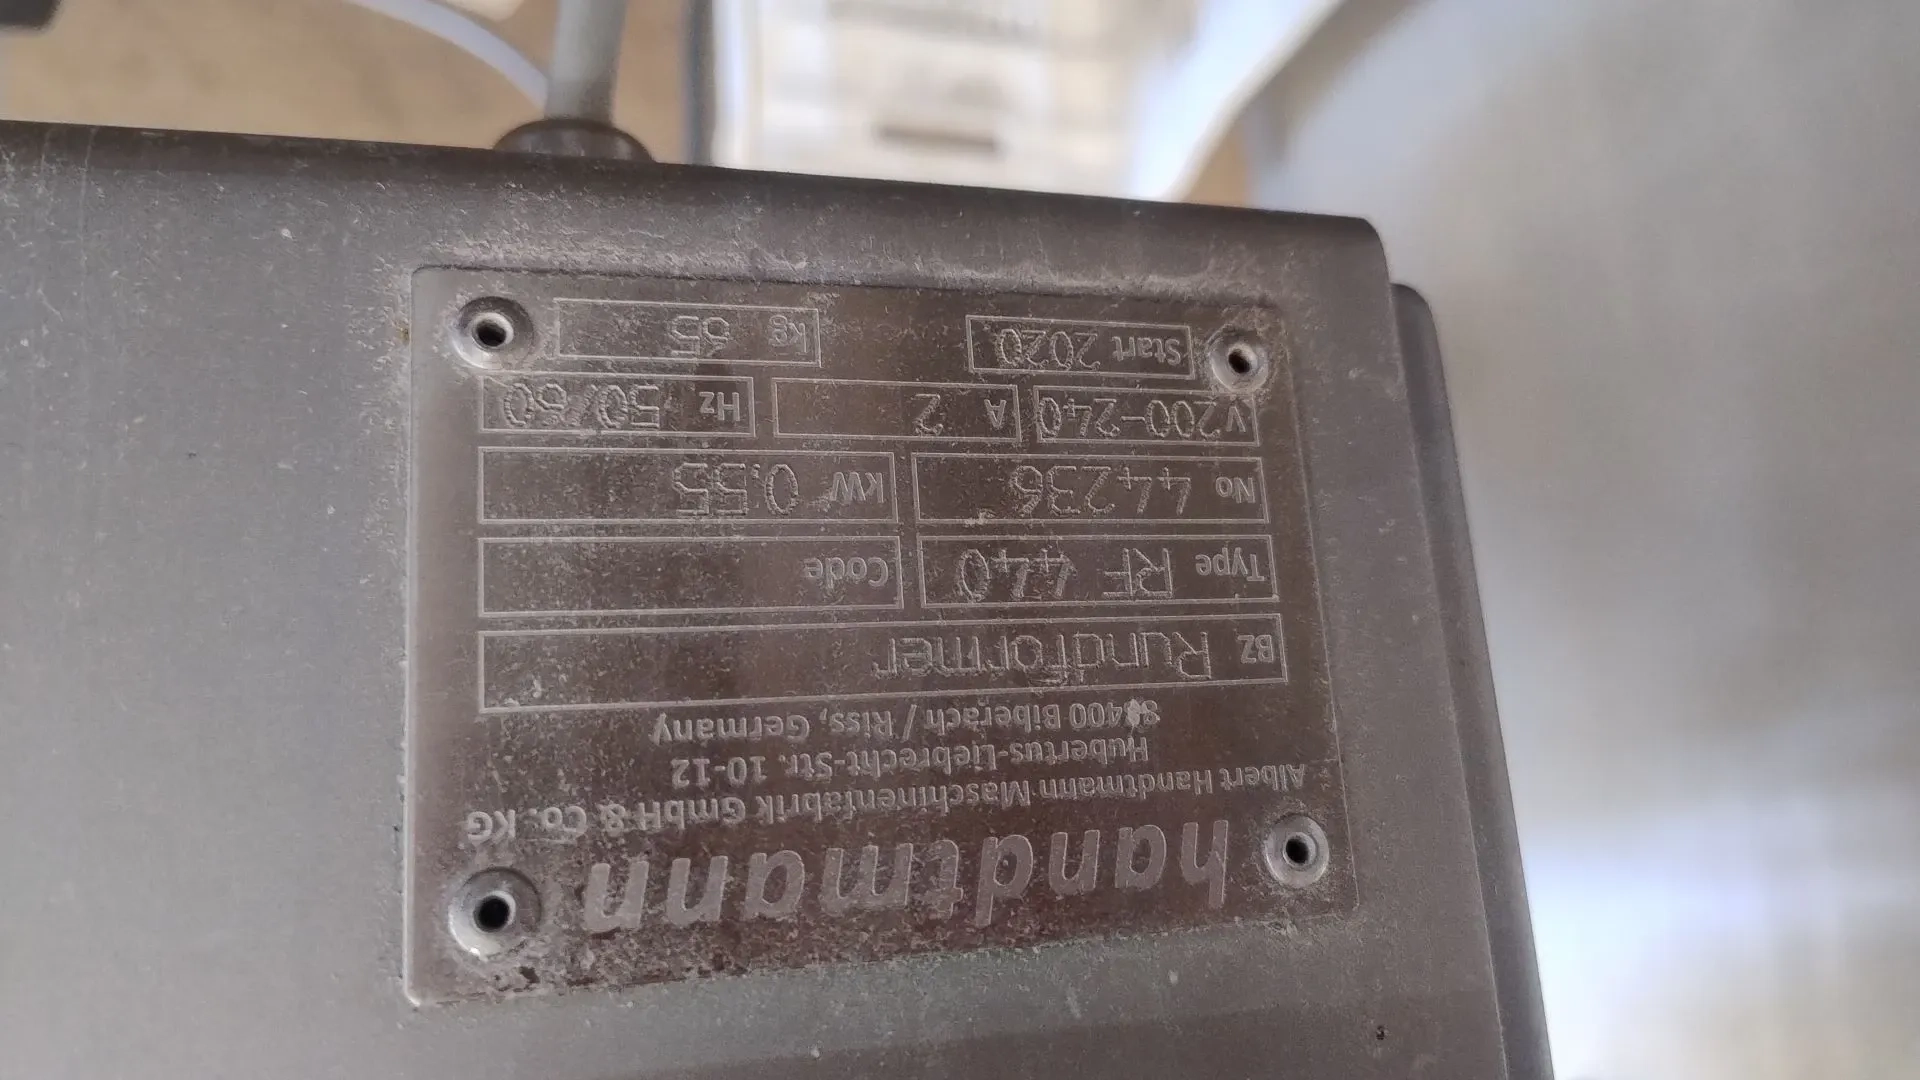 handtmann
Albert Handtmann Maschinenfabrik GmbH & Co. KG
Hubertus-Liebrecht-Str. 10-12
88400 Biberach / Riss, Germany
BZ Rundformer
Type RF 440 Code
No 44236 kW 0,55
V 200-240 A 2 Hz 50/60
Start 2020 kg 65